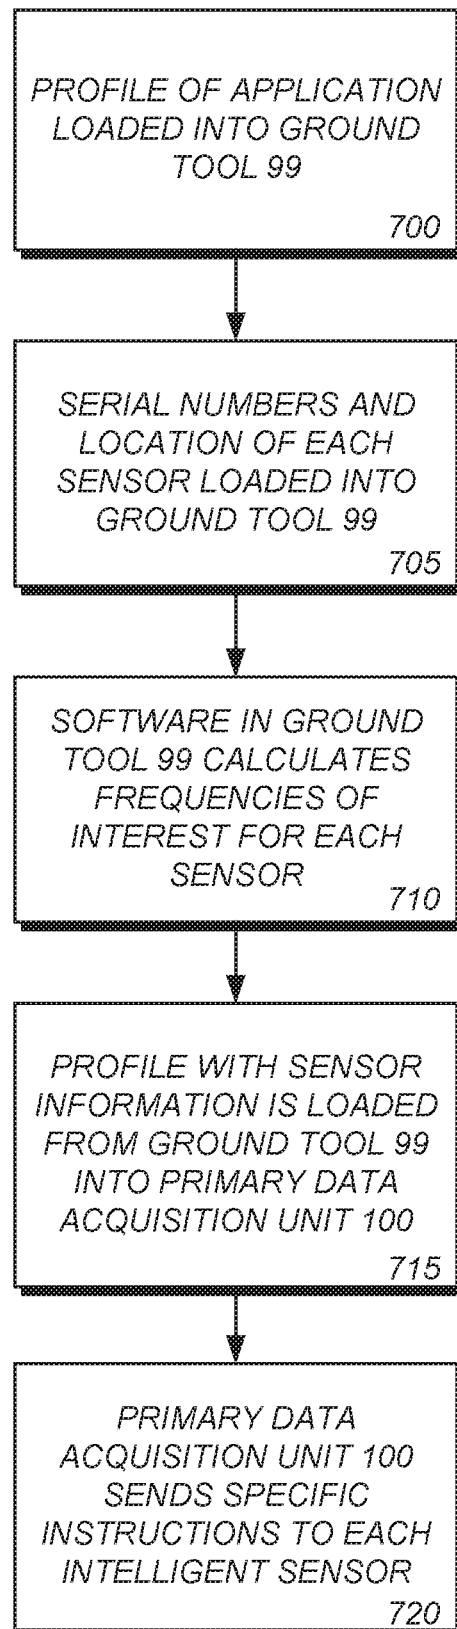 PROFILE OF APPLICATION
LOADED INTO GROUND
TOOL 99
700
SERIAL NUMBERS AND
LOCATION OF EACH
SENSOR LOADED INTO
GROUND TOOL 99
705
SOFTWARE IN GROUND
TOOL 99 CALCULATES
FREQUENCIES OF
INTEREST FOR EACH
SENSOR
710
PROFILE WITH SENSOR
INFORMATION IS LOADED
FROM GROUND TOOL 99
INTO PRIMARY DATA
ACQUISITION UNIT 100
715
PRIMARY DATA
ACQUISITION UNIT 100
SENDS SPECIFIC
INSTRUCTIONS TO EACH
INTELLIGENT SENSOR
720